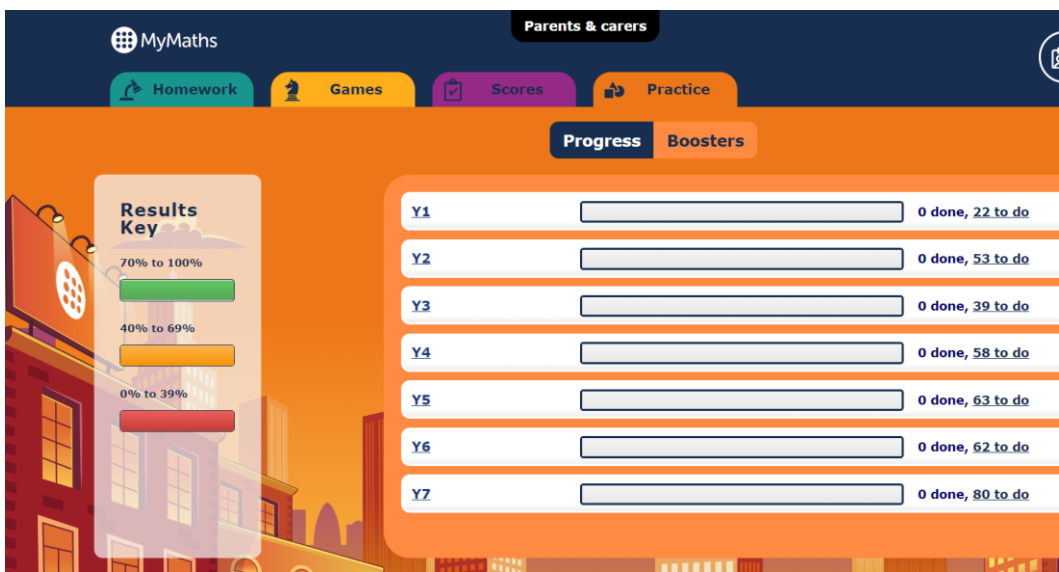 Parents & carers
MyMaths
Homework
Games
Scores
Practice
Progress
Boosters
Results
Key
70% to 100%
40% to 69%
0% to 39%
Y1 0 done, 22 to do
Y2 0 done, 53 to do
Y3 0 done, 39 to do
Y4 0 done, 58 to do
Y5 0 done, 63 to do
Y6 0 done, 62 to do
Y7 0 done, 80 to do